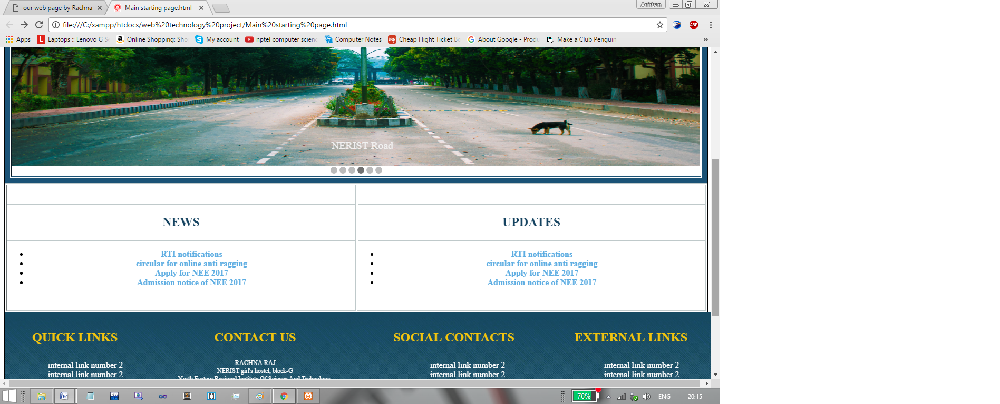 our web page by Rachna
Main starting page.html
Anirban
file:///C:/xampp/htdocs/web%20technology%20project/Main%20starting%20page.html
ABP
Apps
L
Laptops :: Lenovo G
Online Shopping: Sho
My account
nptel computer scienc
Computer Notes
my
Cheap Flight Ticket
About Google - Produ
Make a Club Penguin
»
NERIST Road
NEWS
UPDATES
RTI notifications
circular for online anti ragging
Apply for NEE 2017
Admission notice of NEE 2017
RTI notifications
circular for online anti ragging
Apply for NEE 2017
Admission notice of NEE 2017
QUICK LINKS
CONTACT US
SOCIAL CONTACTS
EXTERNAL LINKS
internal link number 2
internal link number 2
RACHNA RAJ
NERIST girl's hostel, block-G
North Eastern Regional Institute Of Science And Technology
internal link number 2
internal link number 2
internal link number 2
internal link number 2
76%
ENG
20:15